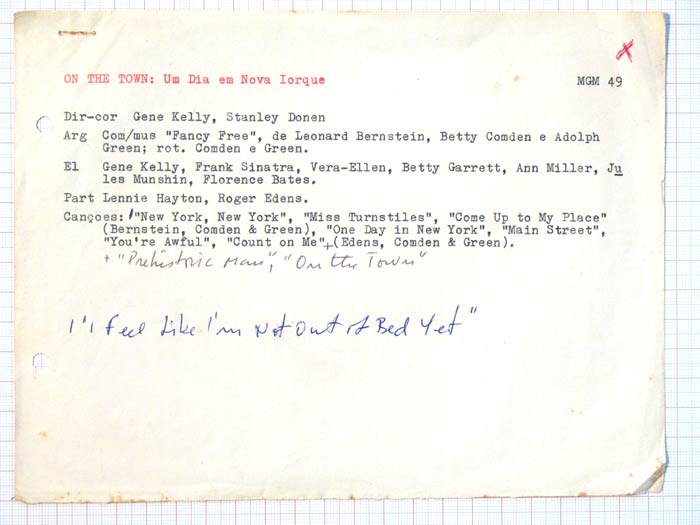 ON THE TOWN: Um Dia em Nova Iorque
MGM 49
Dir-cor Gene Kelly, Stanley Donen
Arg Com/mus "Fancy Free", de Leonard Bernstein, Betty Comden e Adolph
Green; rot. Comden e Green.
El Gene Kelly, Frank Sinatra, Vera-Ellen, Betty Garrett, Ann Miller, Ju
les Munshin, Florence Bates.
Part Lennie Hayton, Roger Edens.
Canções: "New York, New York", "Miss Turnstiles", "Come Up to My Place"
(Bernstein, Comden & Green), "One Day in New York", "Main Street",
"You're Awful", "Count on Me"+(Edens, Comden & Green).
+ "Prehistoric Man", "On the Town"
"I Feel Like I'm Not Out of Bed Yet"